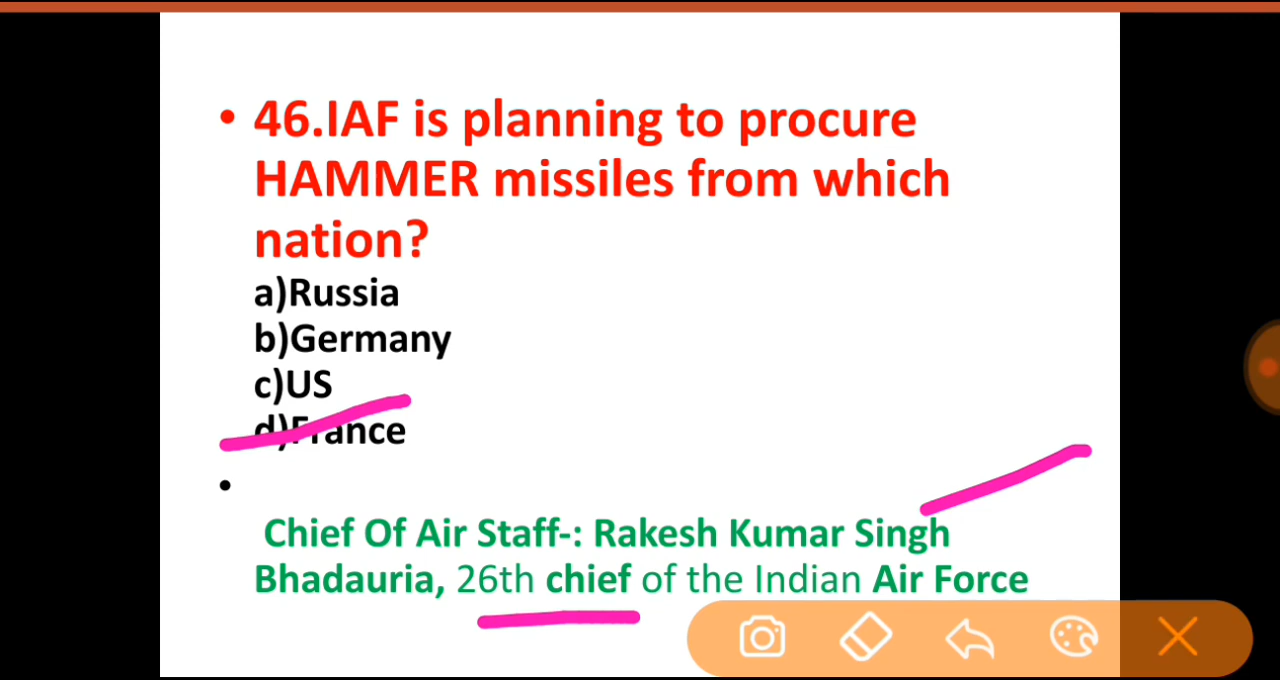 • 46.IAF is planning to procure
HAMMER missiles from which
nation?
a)Russia
b)Germany
c)US
d)France
•
Chief Of Air Staff-: Rakesh Kumar Singh
Bhadauria, 26th chief of the Indian Air Force